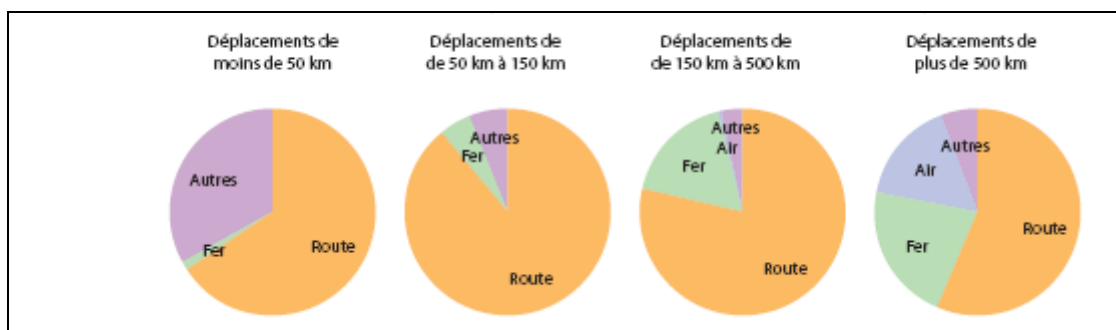 Déplacements de
moins de 50 km
Autres
Fer
Route
Déplacements de
de 50 km à 150 km
Autres
Fer
Route
Déplacements de
de 150 km à 500 km
Autres
Air
Fer
Route
Déplacements de
plus de 500 km
Autres
Air
Fer
Route